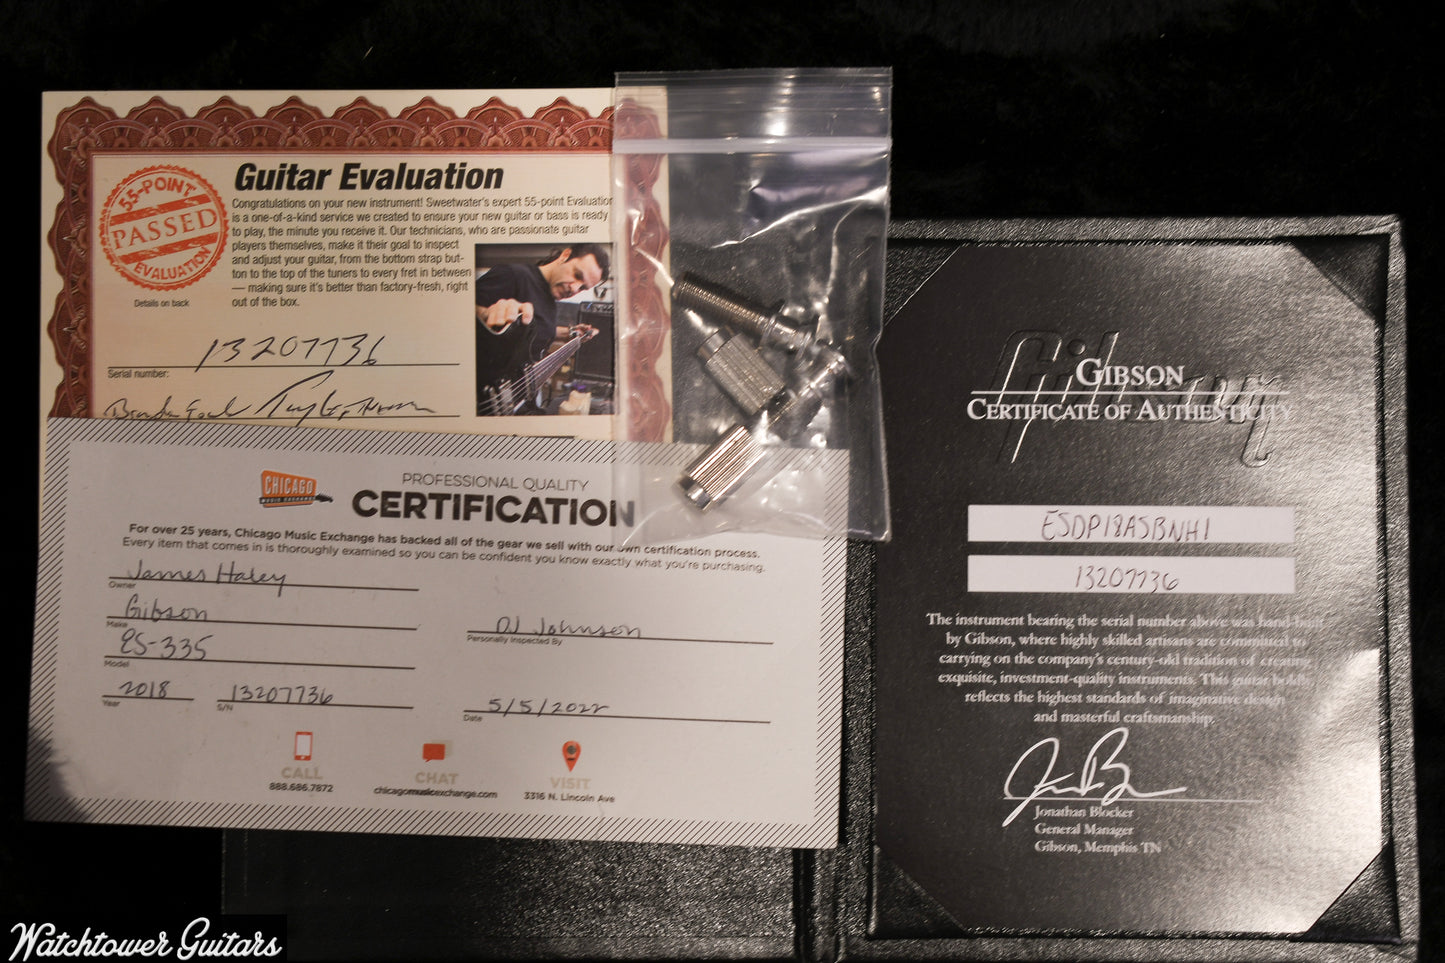 55-POINT
PASSED
EVALUATION
Details on back
Guitar Evaluation
Congratulations on your new instrument! Sweetwater's expert 55-point Evaluation
is a one-of-a-kind service we created to ensure your new guitar or bass is ready
to play, the minute you receive it. Our technicians, who are passionate guitar
players themselves, make it their goal to inspect
and adjust your guitar, from the bottom strap but-
ton to the top of the tuners to every fret in between
— making sure it's better than factory-fresh, right
out of the box.
13207736
Serial number:
CHICAGO
MUSIC EXCHANGE
PROFESSIONAL QUALITY
CERTIFICATION
For over 25 years, Chicago Music Exchange has backed all of the gear we sell with our own certification process.
Every item that comes in is thoroughly examined so you can be confident you know exactly what you're purchasing.
James Haley
Owner
Gibson
Make
ES-335
Model
2018
Year
13207736
S/N
DJ Johnson
Personally Inspected By
5/5/2022
Date
CALL
888.686.7872
CHAT
chicagomusicexchange.com
VISIT
3316 N. Lincoln Ave
Gibson
GIBSON
CERTIFICATE OF AUTHENTICITY
ESDP18ASBNH1
13207736
The instrument bearing the serial number above was hand-built
by Gibson, where highly skilled artisans are committed to
carrying on the company's century-old tradition of creating
exquisite, investment-quality instruments. This guitar boldly
reflects the highest standards of imaginative design
and masterful craftsmanship.
Jonathan Blocker
General Manager
Gibson, Memphis TN
Watchtower Guitars